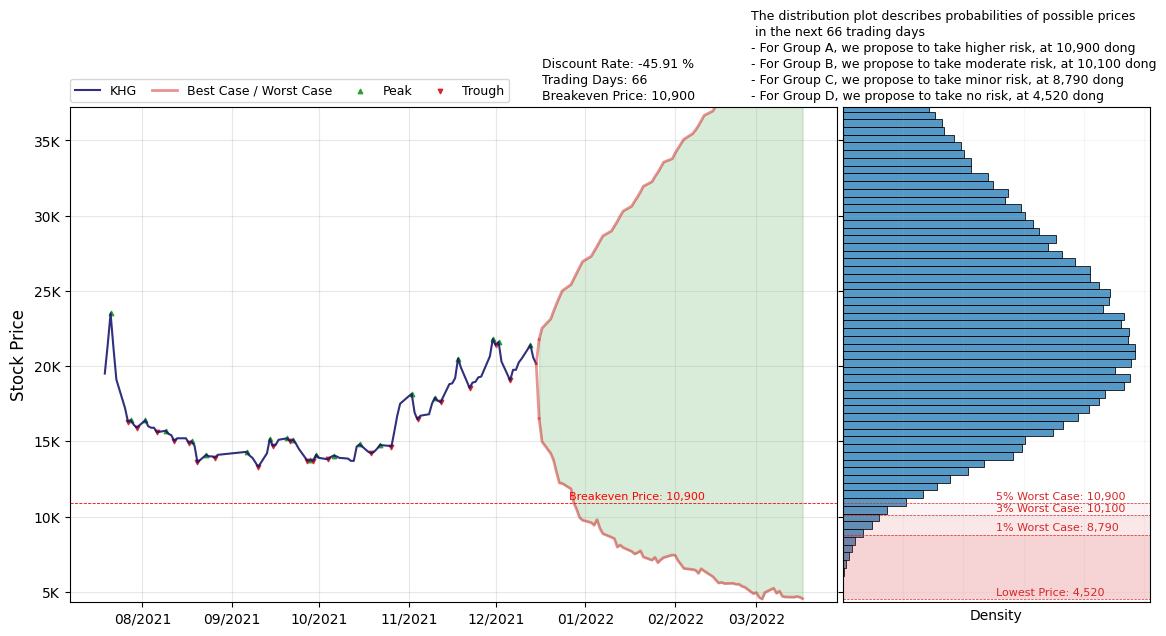 The distribution plot describes probabilities of possible prices
in the next 66 trading days
- For Group A, we propose to take higher risk, at 10,900 dong
- For Group B, we propose to take moderate risk, at 10,100 dong
- For Group C, we propose to take minor risk, at 8,790 dong
- For Group D, we propose to take no risk, at 4,520 dong
Discount Rate: -45.91 %
Trading Days: 66
Breakeven Price: 10,900
KHG
Best Case / Worst Case
Peak
Trough
Stock Price
35K
30K
25K
20K
15K
10K
5K
Breakeven Price: 10,900
08/2021
09/2021
10/2021
11/2021
12/2021
01/2022
02/2022
03/2022
5% Worst Case: 10,900
3% Worst Case: 10,100
1% Worst Case: 8,790
Lowest Price: 4,520
Density